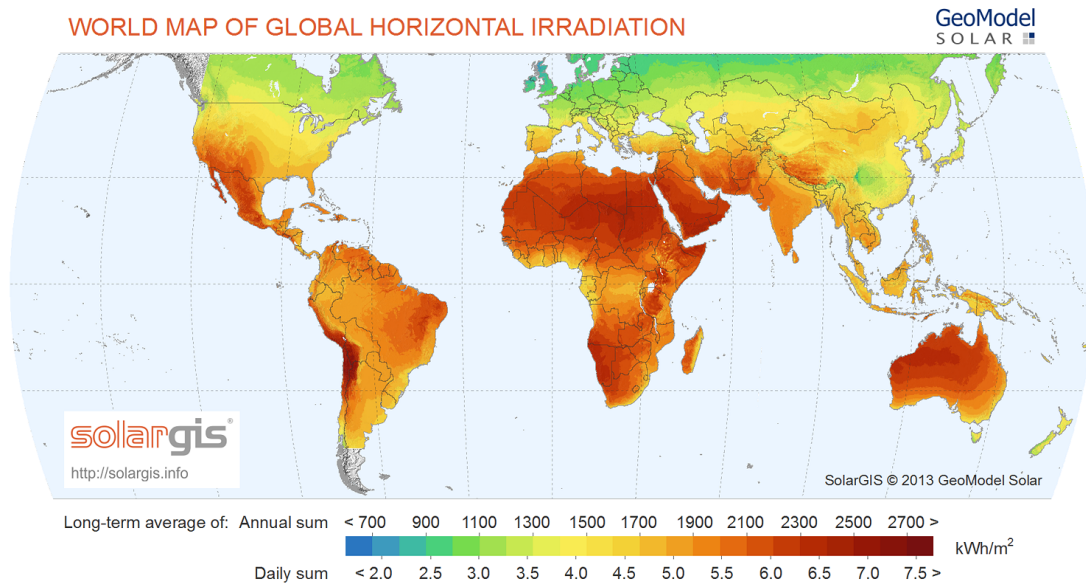 WORLD MAP OF GLOBAL HORIZONTAL IRRADIATION
GeoModel
SOLAR
solargis®
http://solargis.info
SolarGIS © 2013 GeoModel Solar
Long-term average of: Annual sum < 700 900 1100 1300 1500 1700 1900 2100 2300 2500 2700 >
kWh/m²
Daily sum < 2.0 2.5 3.0 3.5 4.0 4.5 5.0 5.5 6.0 6.5 7.0 7.5 >